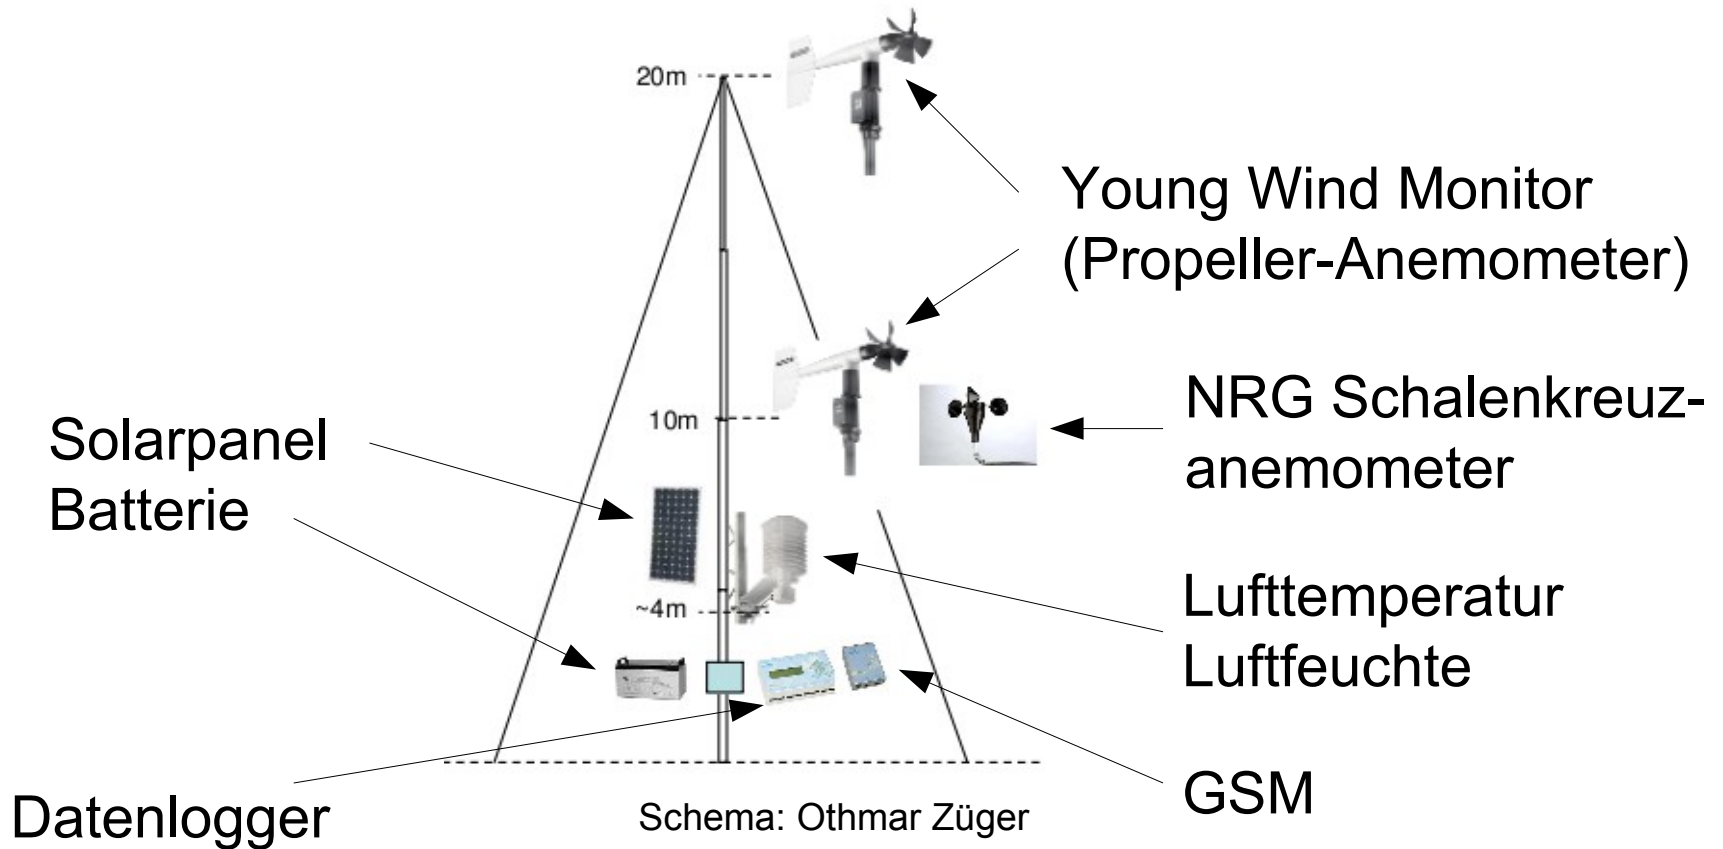 20m
Young Wind Monitor
(Propeller-Anemometer)
10m
NRG Schalenkreuz-
anemometer
Solarpanel
Batterie
~4m
Lufttemperatur
Luftfeuchte
GSM
Datenlogger
Schema: Othmar Züger